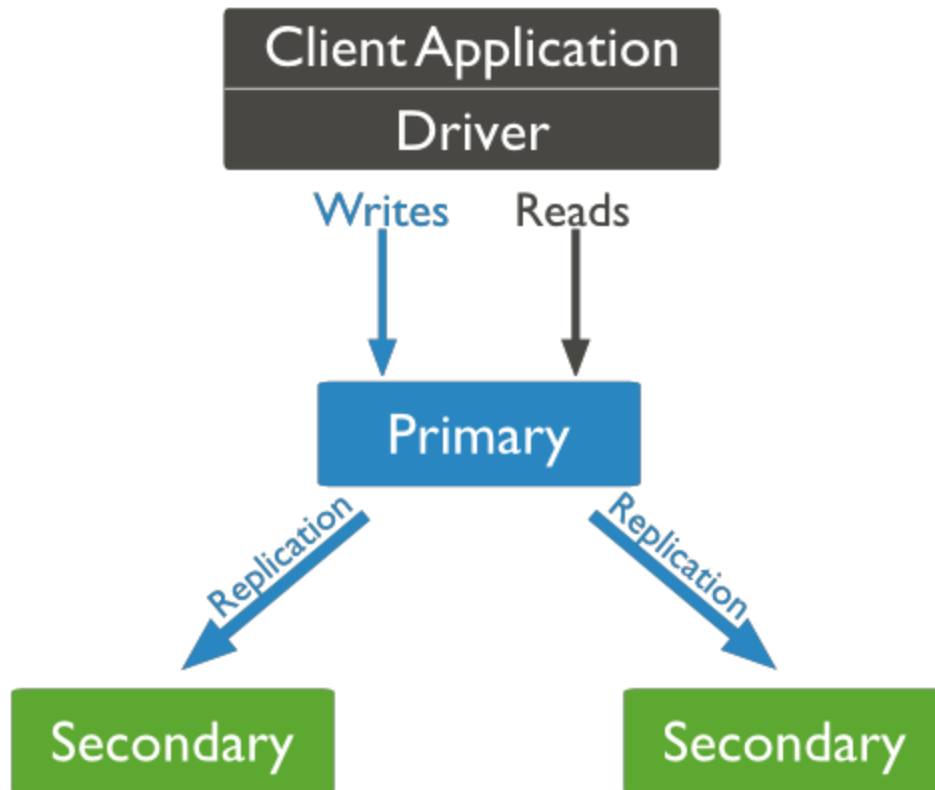 Client Application
Driver
Writes
Reads
Primary
Replication
Replication
Secondary
Secondary